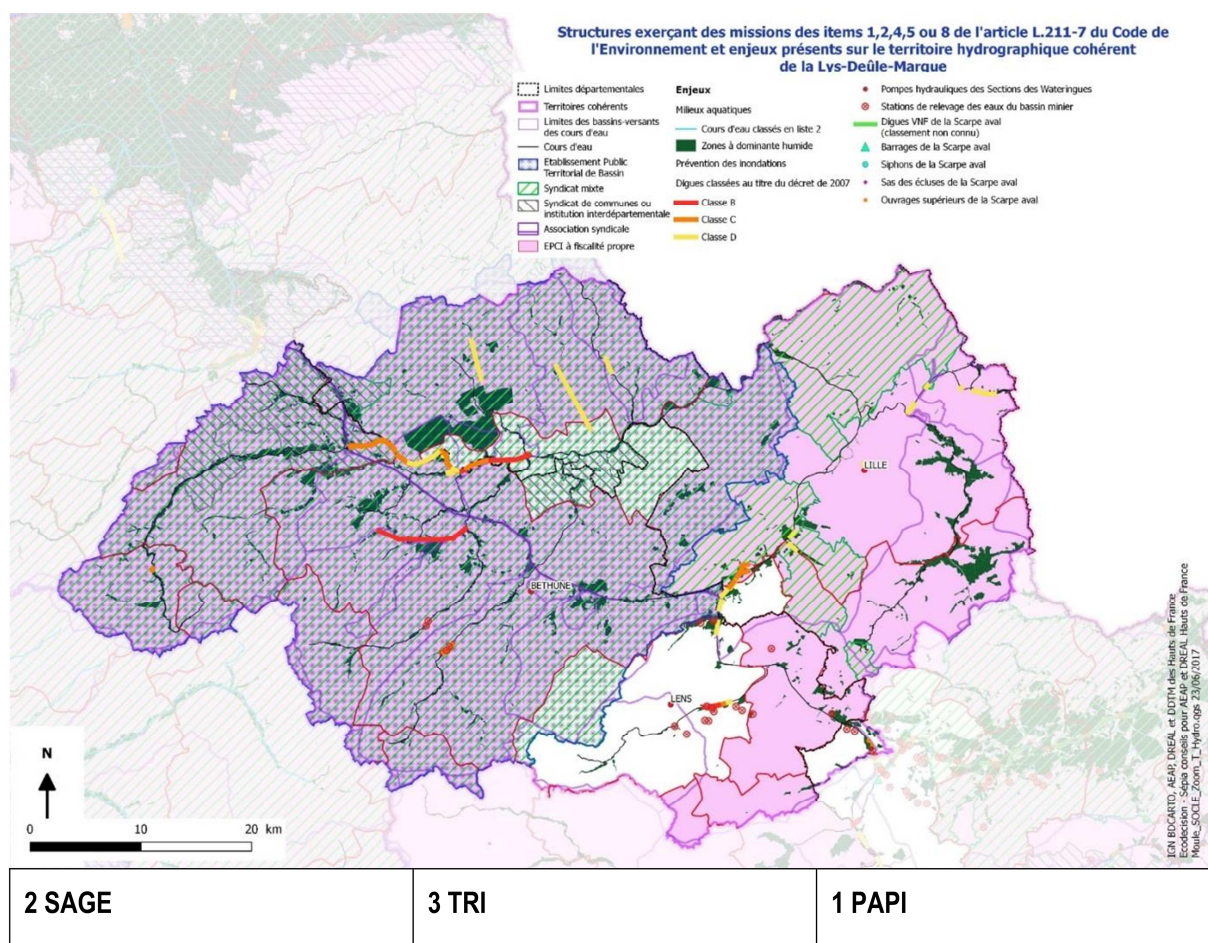 Structures exerçant des missions des items 1,2,4,5 ou 8 de l'article L.211-7 du Code de
l'Environnement et enjeux présents sur le territoire hydrographique cohérent
de la Lys-Deûle-Marque
Limites départementales
Territoires cohérents
Limites des bassins-versants
des cours d'eau
Cours d'eau
Etablissement Public
Territorial de Bassin
Syndicat mixte
Syndicat de communes ou
institution interdépartementale
Association syndicale
EPCI à fiscalité propre
Enjeux
Milieux aquatiques
Cours d'eau classés en liste 2
Zones à dominante humide
Prévention des inondations
Digues classées au titre du décret de 2007
Classe B
Classe C
Classe D
Pompes hydrauliques des Sections des Wateringues
Stations de relevage des eaux du bassin minier
Digues VNF de la Scarpe aval
(classement non connu)
Barrages de la Scarpe aval
Siphons de la Scarpe aval
Sas des écluses de la Scarpe aval
Ouvrages supérieurs de la Scarpe aval
LILLE
BETHUNE
LENS
N
0 10 20 km
IGN BDCARTO, AEAP, DREAL et DDTM des Hauts de France
Ecodecision - Sépia conseils pour AEAP et DREAL Hauts de France
Moule_SOCLE_Zoom_T_Hydro.qgs 23/06/2017
2 SAGE
3 TRI
1 PAPI